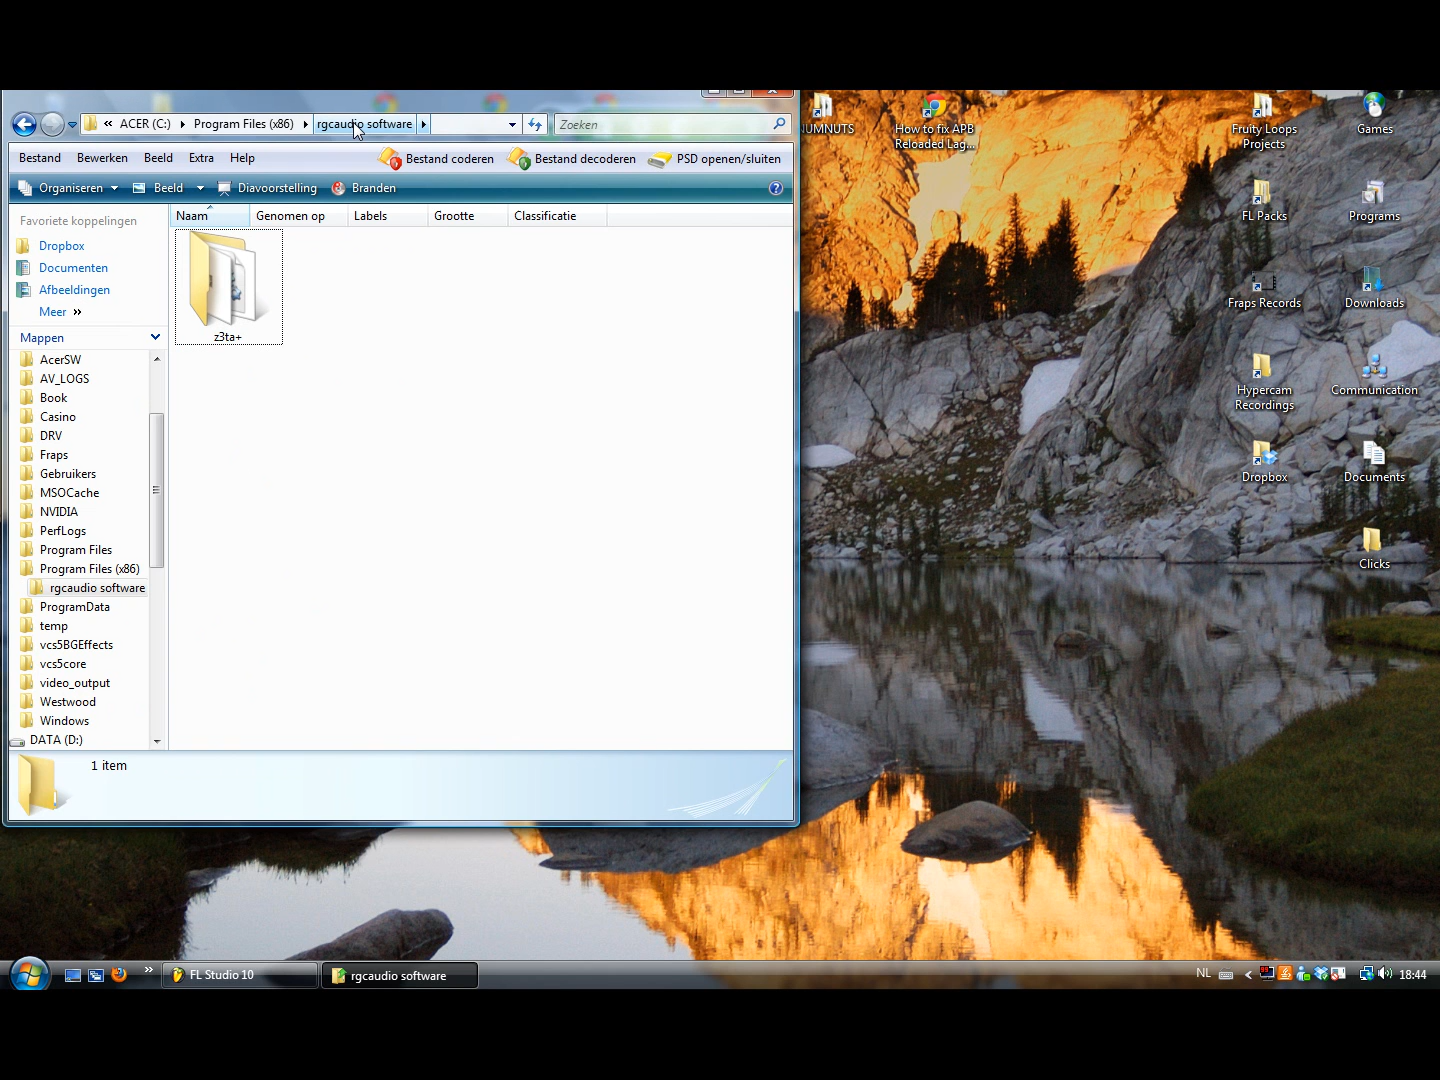 ACER (C:)
Program Files (x86)
rgcaudio software
Zoeken
Bestand
Bewerken
Beeld
Extra
Help
Bestand coderen
Bestand decoderen
PSD openen/sluiten
Organiseren
Beeld
Diavoorstelling
Branden
Favoriete koppelingen
Dropbox
Documenten
Afbeeldingen
Meer »
Mappen
AcerSW
AV_LOGS
Book
Casino
DRV
Fraps
Gebruikers
MSOCache
NVIDIA
PerfLogs
Program Files
Program Files (x86)
rgcaudio software
ProgramData
temp
vcs5BGEffects
vcs5core
video_output
Westwood
Windows
DATA (D:)
Naam
Genomen op
Labels
Grootte
Classificatie
z3ta+
1 item
UMNUTS
How to fix APB
Reloaded Lag...
Fruity Loops
Projects
Games
FL Packs
Programs
Fraps Records
Downloads
Hypercam
Recordings
Communication
Dropbox
Documents
Clicks
FL Studio 10
rgcaudio software
NL
18:44